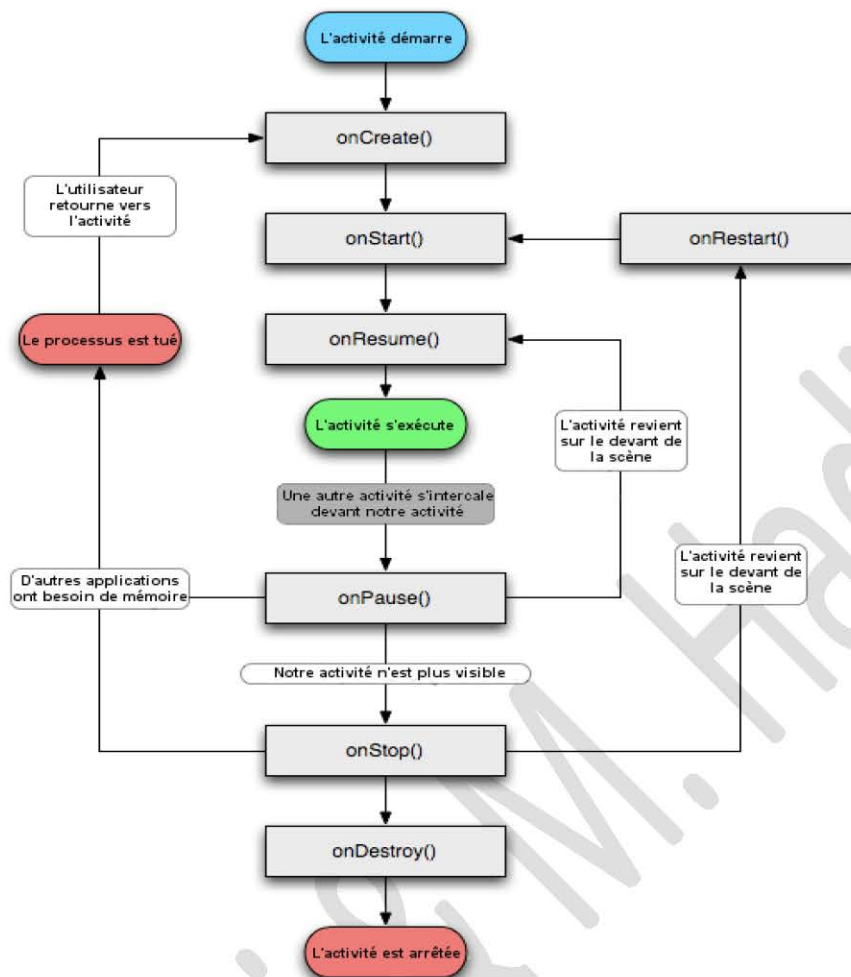 L'activité démarre
onCreate()
L'utilisateur
retourne vers
l'activité
onStart()
onRestart()
Le processus est tué
onResume()
L'activité s'exécute
L'activité revient
sur le devant de
la scène
Une autre activité s'intercale
devant notre activité
D'autres applications
ont besoin de mémoire
onPause()
L'activité revient
sur le devant de
la scène
Notre activité n'est plus visible
onStop()
onDestroy()
L'activité est arrêtée